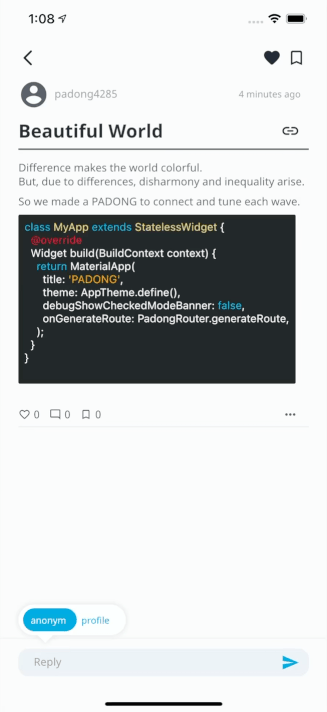 1:08
padong4285
4 minutes ago
Beautiful World
Difference makes the world colorful.
But, due to differences, disharmony and inequality arise.
So we made a PADONG to connect and tune each wave.
class MyApp extends StatelessWidget {
@override
Widget build(BuildContext context) {
return MaterialApp(
title: 'PADONG',
theme: AppTheme.define(),
debugShowCheckedModeBanner: false,
onGenerateRoute: PadongRouter.generateRoute,
);
}
}
0 0 0
anonym profile
Reply